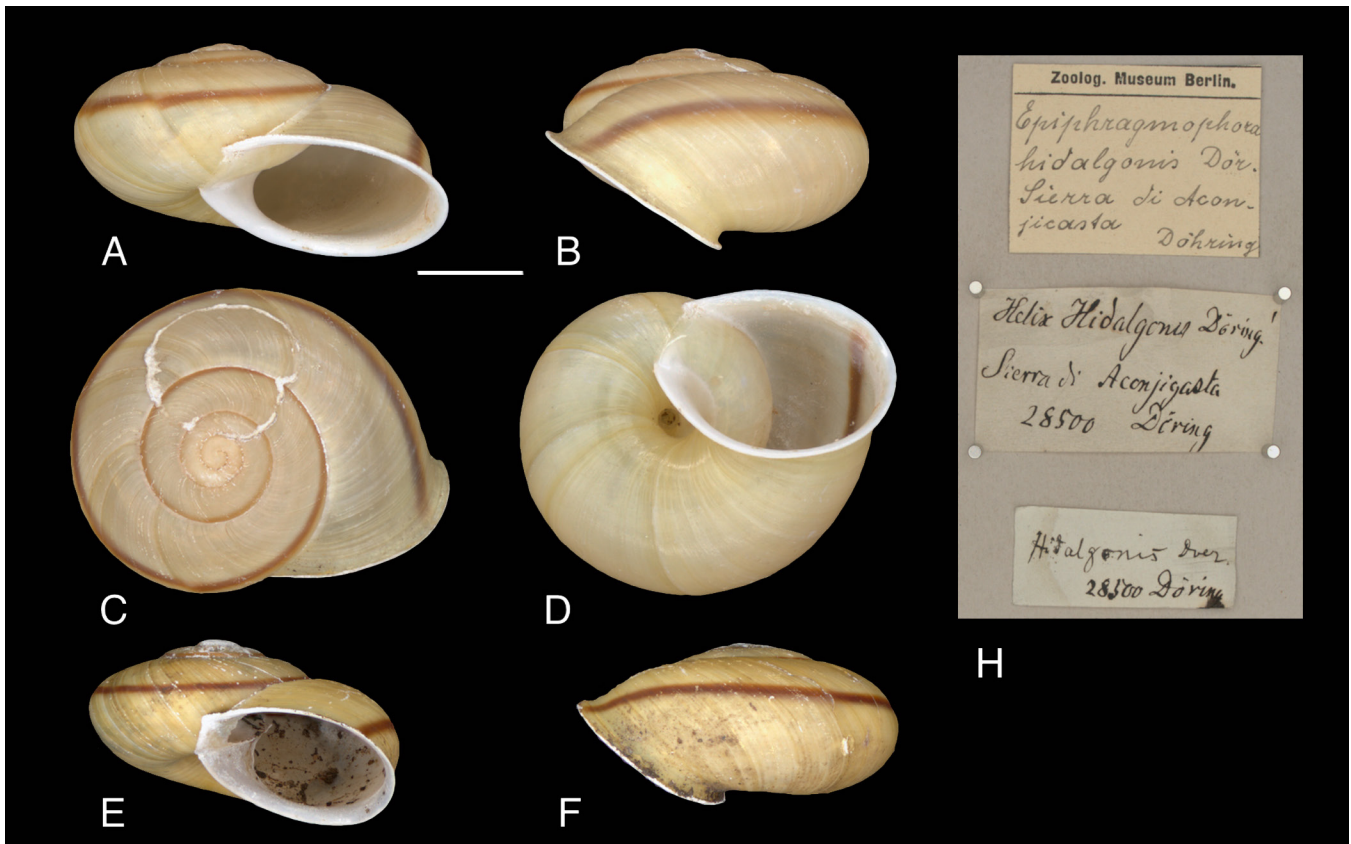 A
B
C
D
E
F
H
Zoolog. Museum Berlin.
Epiphragmophora
hidalgonis Dör.
Sierra di Acon-
jicasta
Döhring
Helix Hidalgonis Döring!
Sierra di Aconjigasta
28500 Döring
Hidalgonis Dver.
28500 Döring